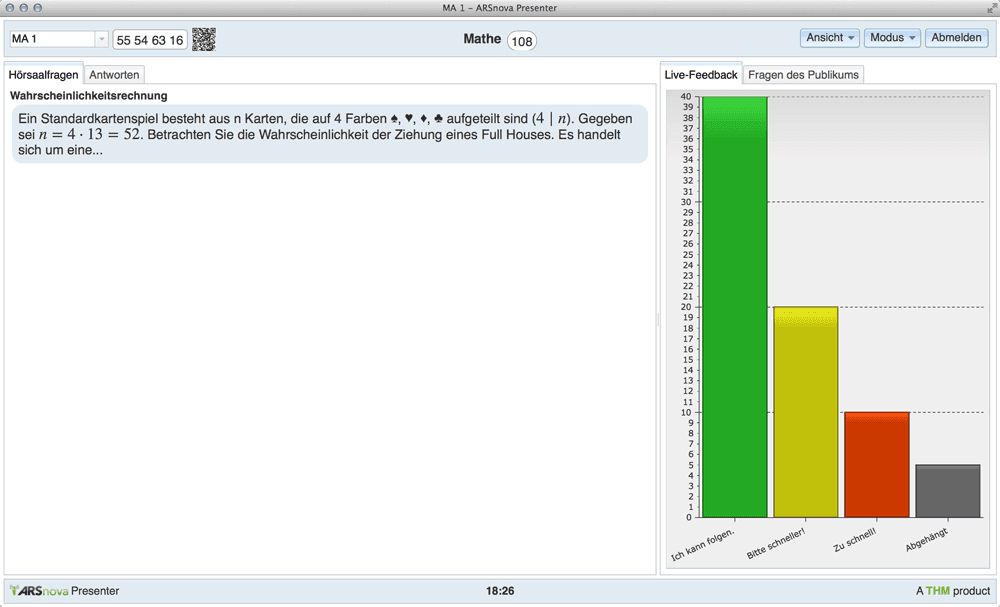 MA 1 – ARSnova Presenter
MA 1
55 54 63 16
Mathe 108
Ansicht
Modus
Abmelden
Hörsaalfragen
Antworten
Wahrscheinlichkeitsrechnung
Ein Standardkartenspiel besteht aus n Karten, die auf 4 Farben ♠, ♥, ♦, ♣ aufgeteilt sind (4 | n). Gegeben
sei n = 4 · 13 = 52. Betrachten Sie die Wahrscheinlichkeit der Ziehung eines Full Houses. Es handelt
sich um eine...
Live-Feedback
Fragen des Publikums
40
39
38
37
36
35
34
33
32
31
30
29
28
27
26
25
24
23
22
21
20
19
18
17
16
15
14
13
12
11
10
9
8
7
6
5
4
3
2
1
0
Ich kann folgen.
Bitte schneller!
Zu schnell!
Abgehängt
ARSnova Presenter
18:26
A THM product